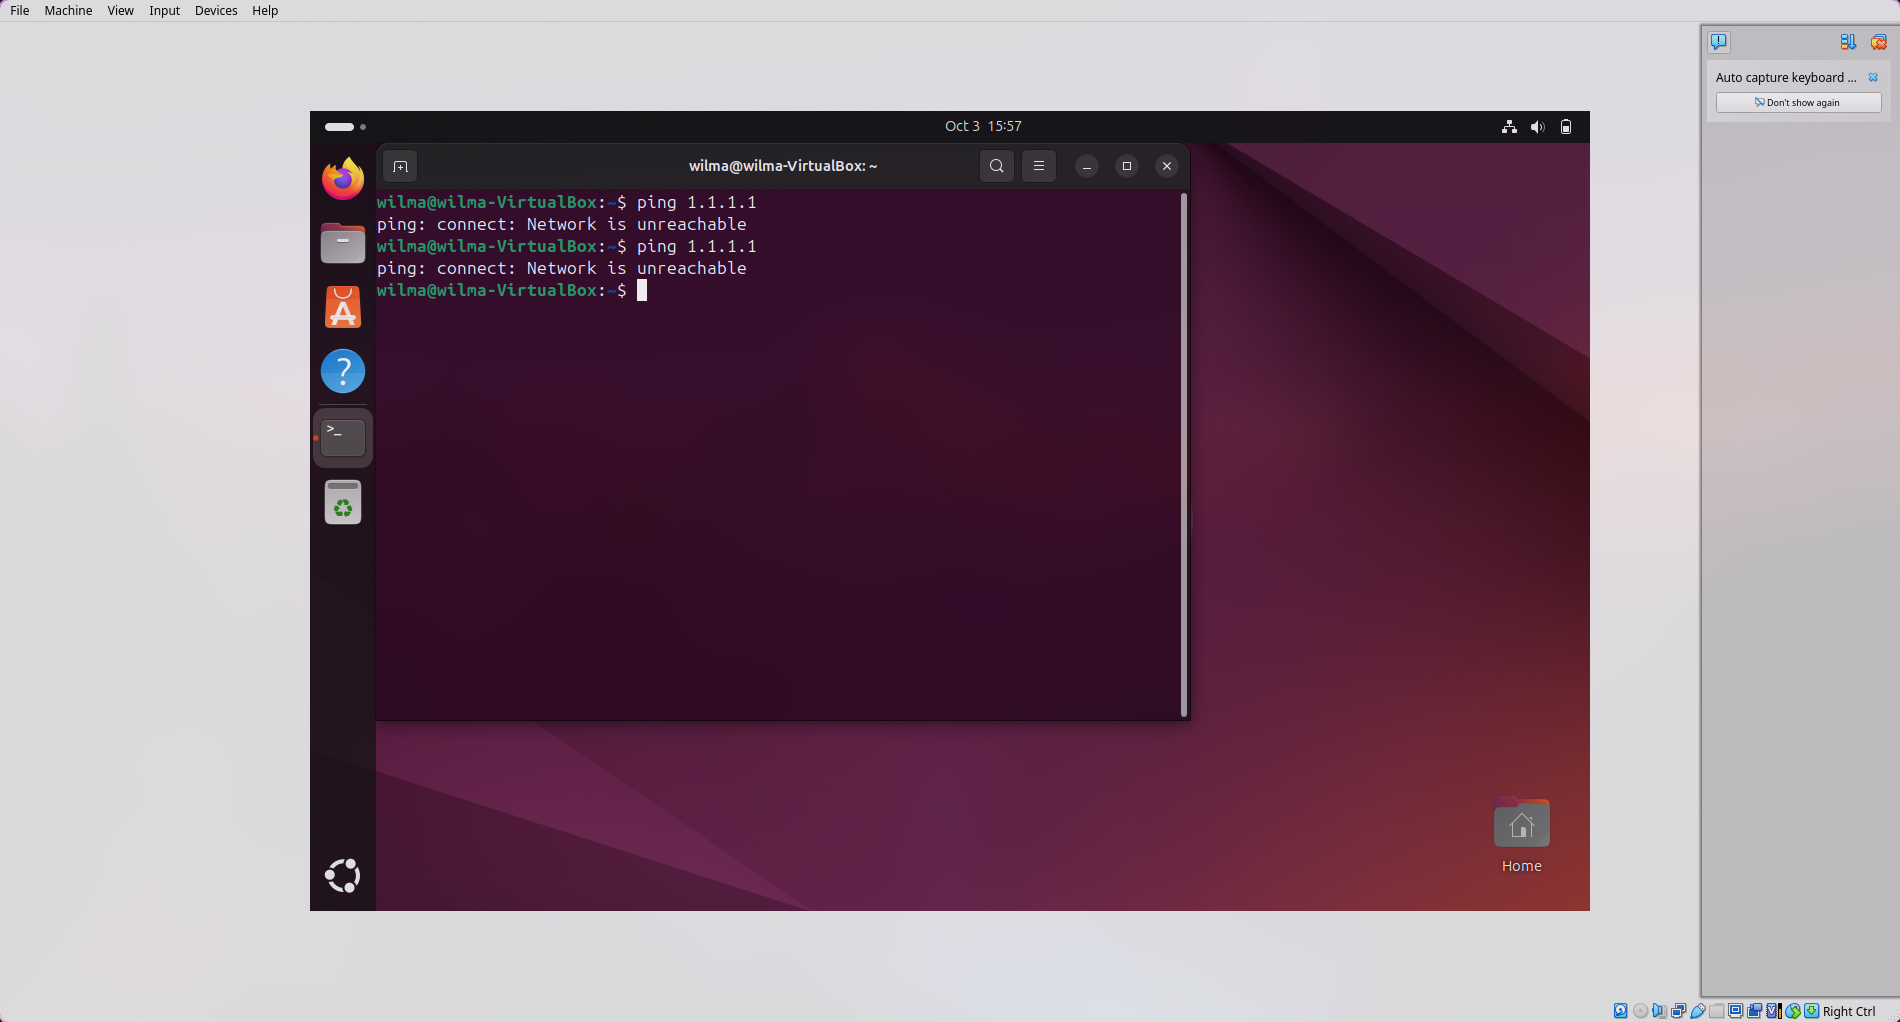 File Machine View Input Devices Help
Auto capture keyboard ...
Don't show again
Oct 3 15:57
wilma@wilma-VirtualBox: ~
wilma@wilma-VirtualBox:~$ ping 1.1.1.1
ping: connect: Network is unreachable
wilma@wilma-VirtualBox:~$ ping 1.1.1.1
ping: connect: Network is unreachable
wilma@wilma-VirtualBox:~$
Home
Right Ctrl